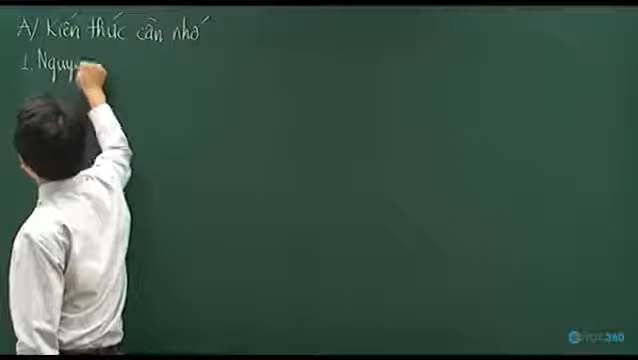 A/ Kiến thức cần nhớ
1. Nguy